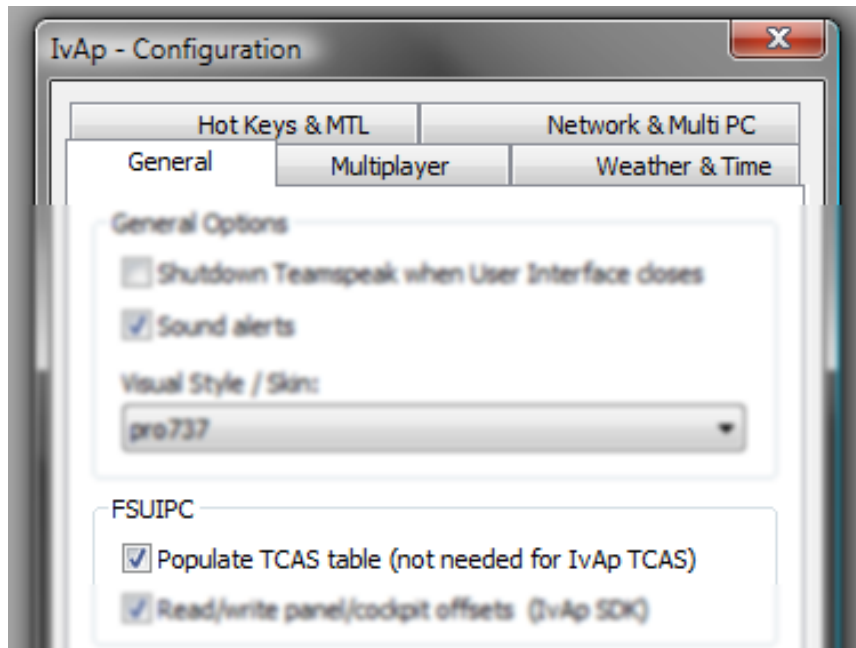 IvAp - Configuration
Hot Keys & MTL Network & Multi PC
General Multiplayer Weather & Time
General Options
Shutdown Teamspeak when User Interface closes
Sound alerts
Visual Style / Skin:
pro737
FSUIPC
Populate TCAS table (not needed for IvAp TCAS)
Read/write panel/cockpit offsets (IvAp SDK)